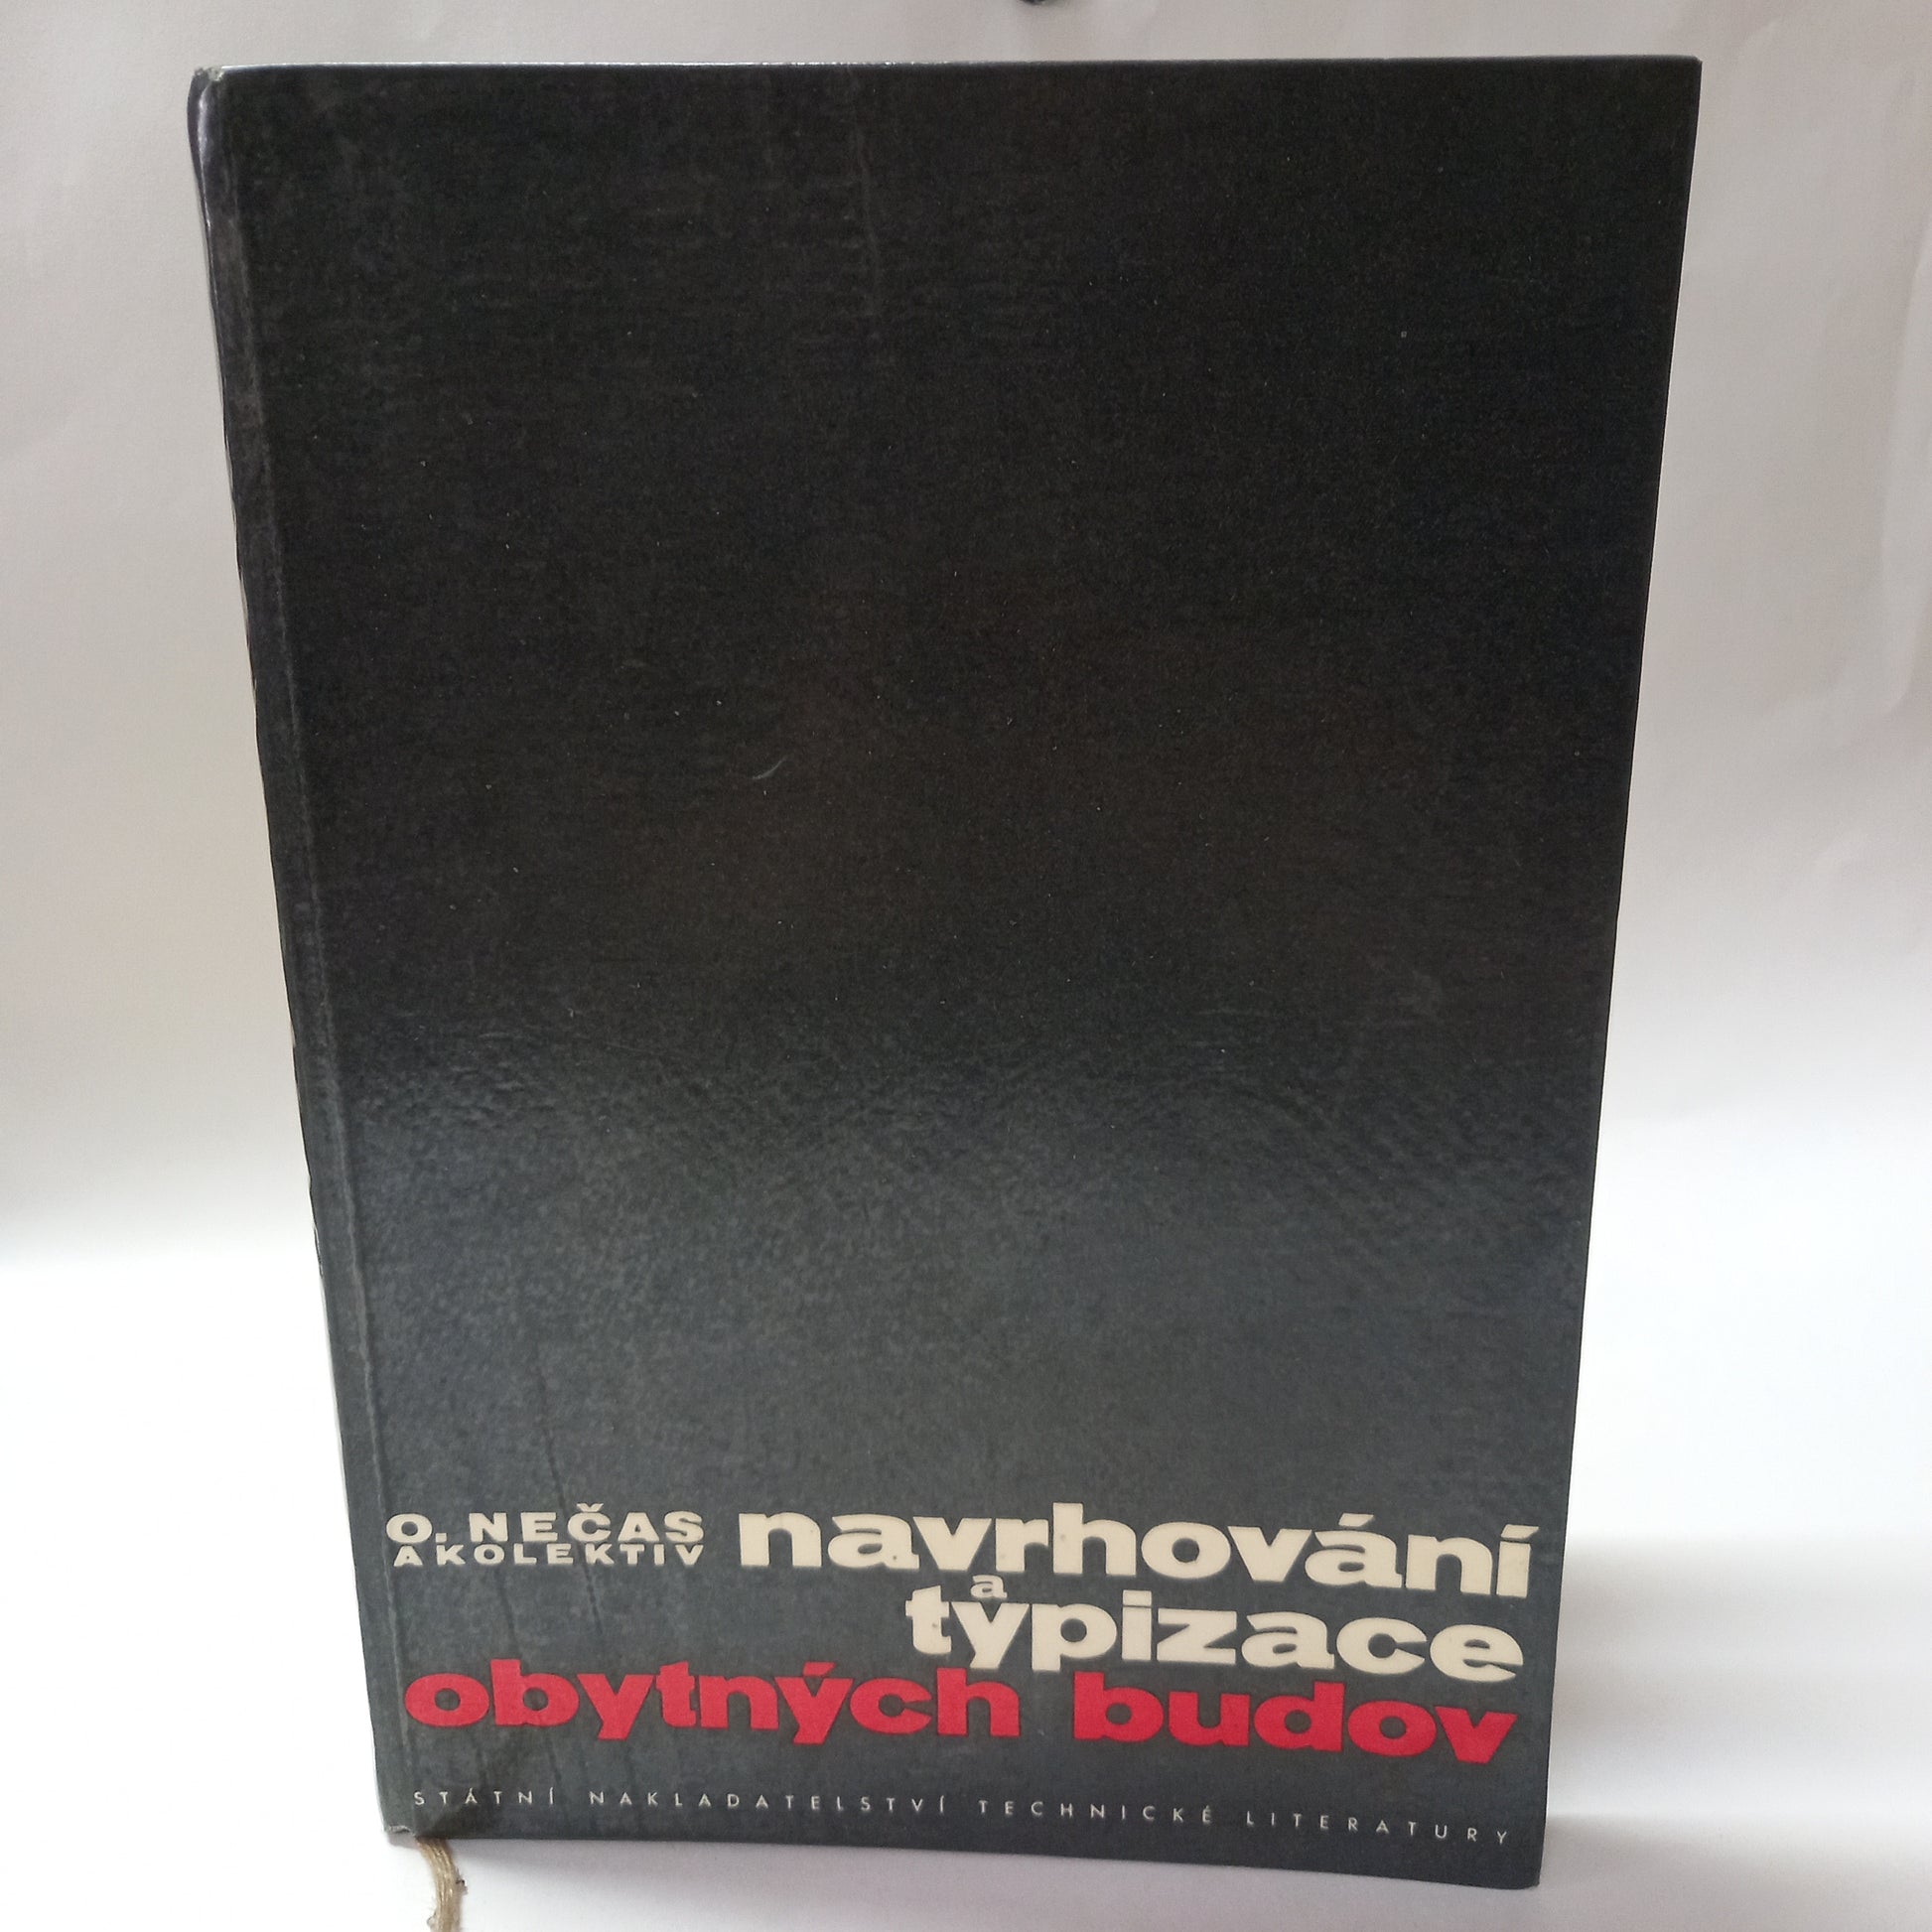 O. NEČAS
A KOLEKTIV
navrhování
a
typizace
obytných budov
STÁTNÍ NAKLADATELSTVÍ TECHNICKÉ LITERATURY